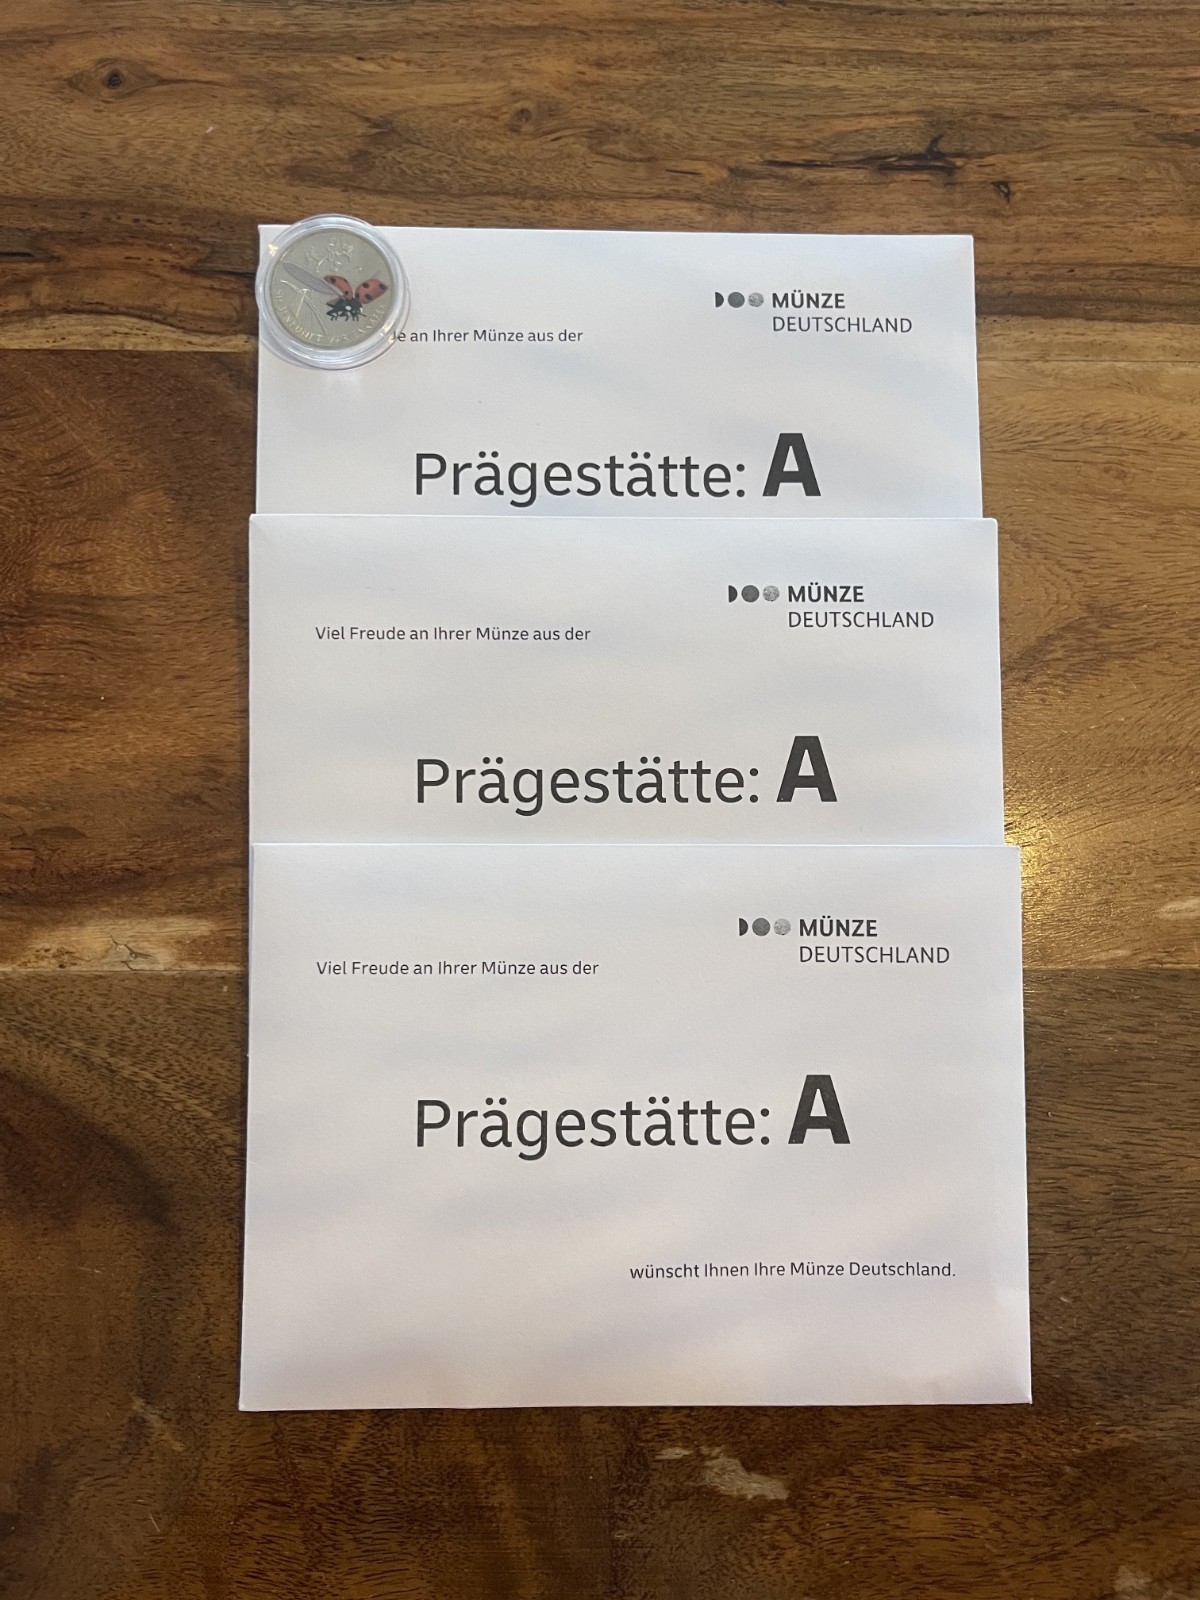 an Ihrer Münze aus der
MÜNZE
DEUTSCHLAND
Prägestätte: A
Viel Freude an Ihrer Münze aus der
MÜNZE
DEUTSCHLAND
Prägestätte: A
Viel Freude an Ihrer Münze aus der
MÜNZE
DEUTSCHLAND
Prägestätte: A
wünscht Ihnen Ihre Münze Deutschland.